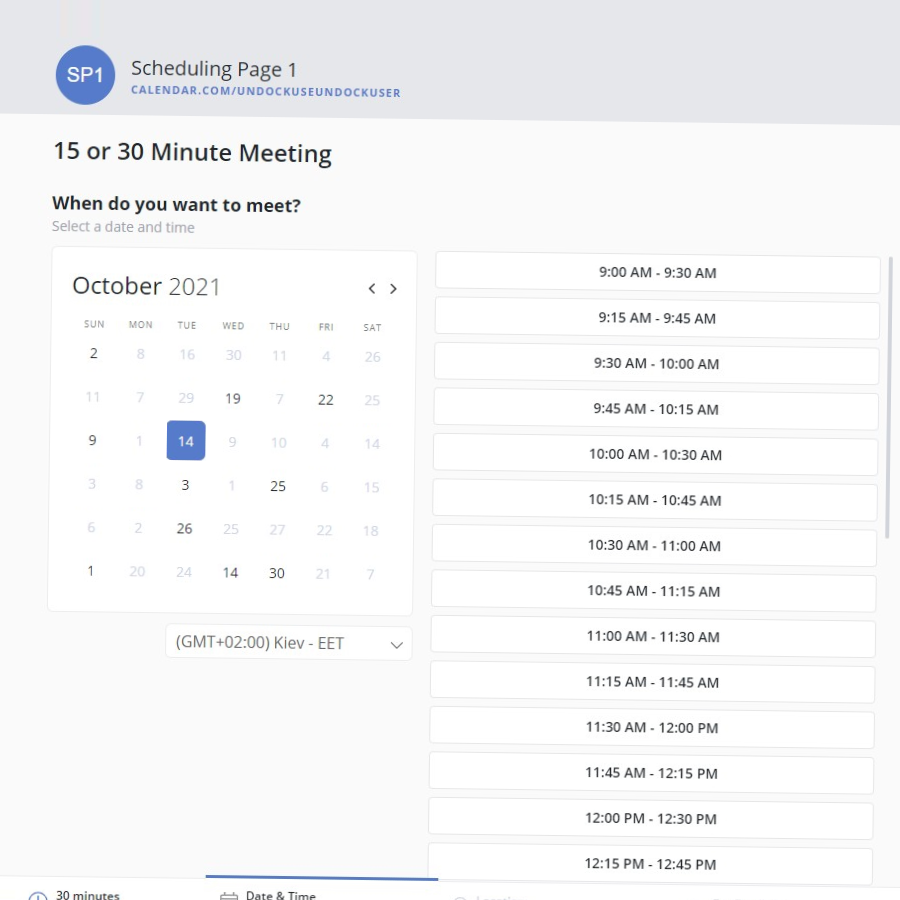 SP1
Scheduling Page 1
CALENDAR.COM/UNDOCKUSEUNDOCKUSER
15 or 30 Minute Meeting
When do you want to meet?
Select a date and time
October 2021
SUN MON TUE WED THU FRI SAT
2 8 16 30 11 4 26
11 7 29 19 7 22 25
9 1 14 9 10 4 14
3 8 3 1 25 6 15
6 2 26 25 27 22 18
1 20 24 14 30 21 7
(GMT+02:00) Kiev - EET
9:00 AM - 9:30 AM
9:15 AM - 9:45 AM
9:30 AM - 10:00 AM
9:45 AM - 10:15 AM
10:00 AM - 10:30 AM
10:15 AM - 10:45 AM
10:30 AM - 11:00 AM
10:45 AM - 11:15 AM
11:00 AM - 11:30 AM
11:15 AM - 11:45 AM
11:30 AM - 12:00 PM
11:45 AM - 12:15 PM
12:00 PM - 12:30 PM
12:15 PM - 12:45 PM
30 minutes
Date & Time